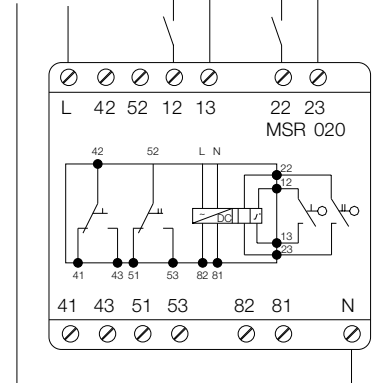 L 42 52 12 13 22 23
MSR 020
42 52 L N
22
12
~ DC
I II
13
23
41 43 51 53 82 81
41 43 51 53 82 81 N